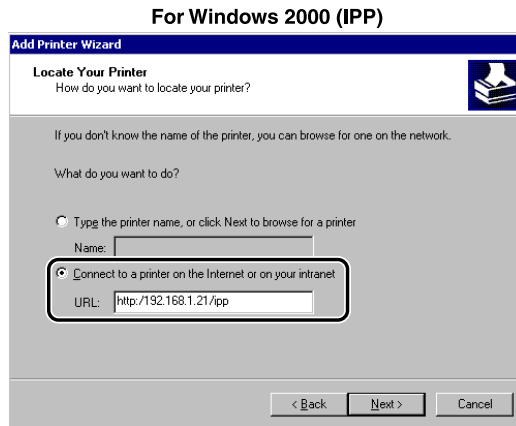 For Windows 2000 (IPP)
Add Printer Wizard
Locate Your Printer
How do you want to locate your printer?
If you don't know the name of the printer, you can browse for one on the network.
What do you want to do?
Type the printer name, or click Next to browse for a printer
Name:
Connect to a printer on the Internet or on your intranet
URL: http:/192.168.1.21/ipp
< Back Next > Cancel